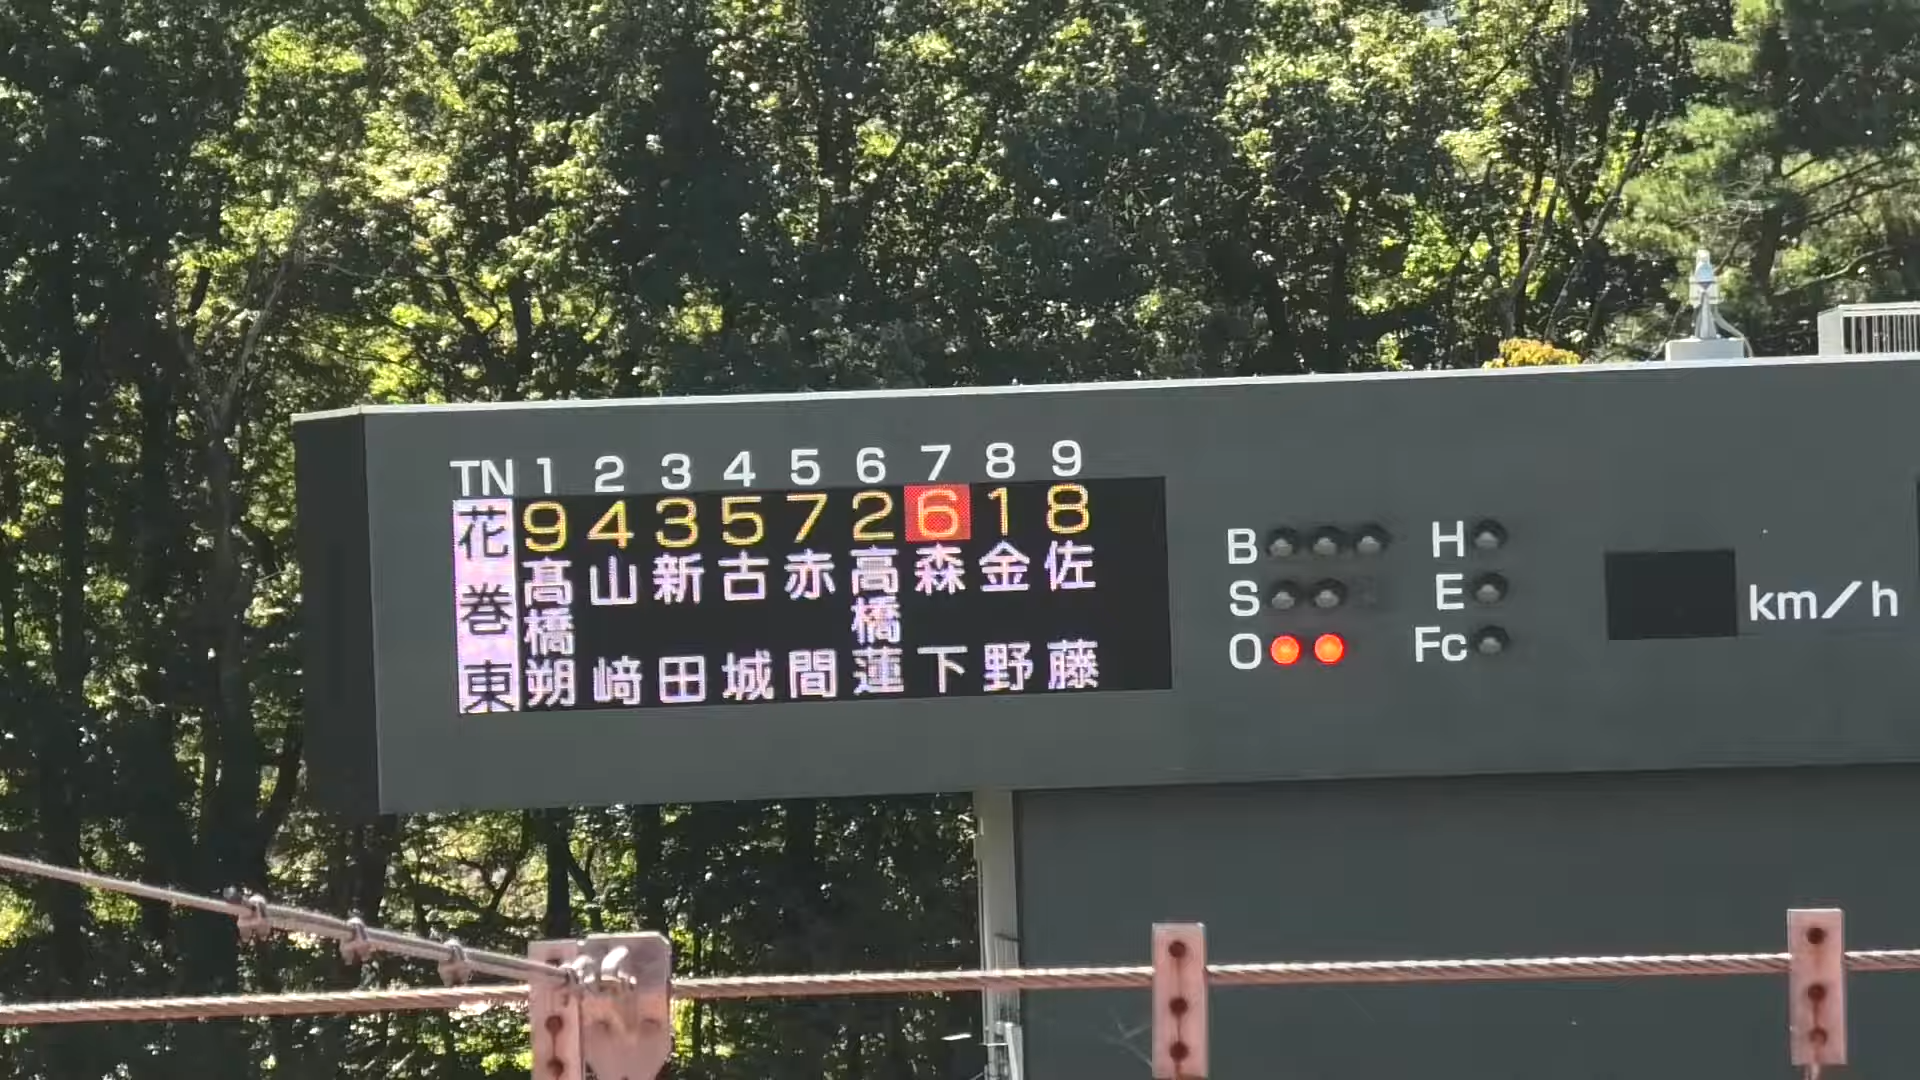 TN 1 2 3 4 5 6 7 8 9
花巻東 9 4 3 5 7 2 6 1 8
髙橋朔 山﨑 新田 古城 赤間 高橋蓮 森下 金野 佐藤
B H
S E
O Fc
km/h